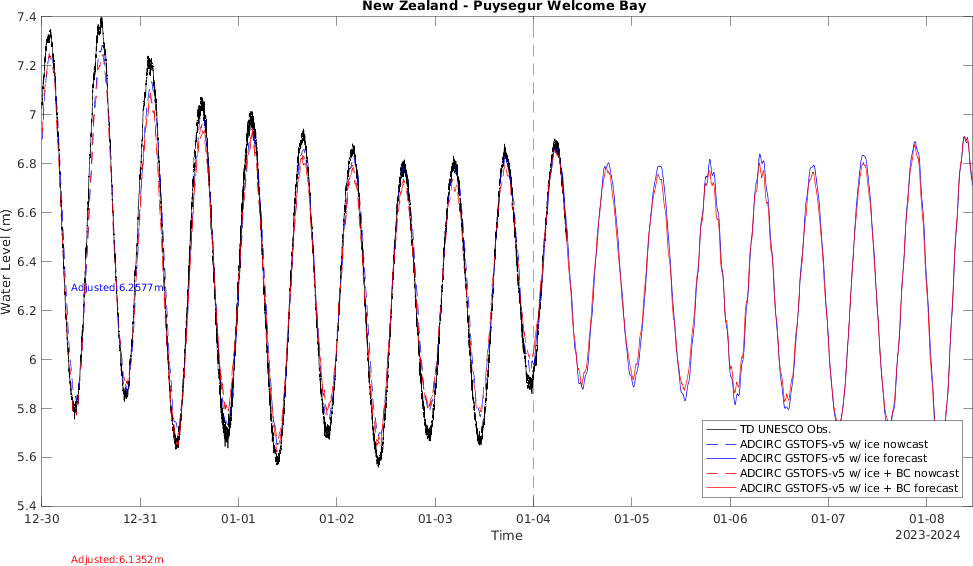 New Zealand - Puysegur Welcome Bay
7.4
7.2
7
6.8
6.6
6.4
6.2
6
5.8
5.6
5.4
Water Level (m)
Adjusted:6.2577m
TD UNESCO Obs.
ADCIRC GSTOFS-v5 w/ ice nowcast
ADCIRC GSTOFS-v5 w/ ice forecast
ADCIRC GSTOFS-v5 w/ ice + BC nowcast
ADCIRC GSTOFS-v5 w/ ice + BC forecast
12-30 12-31 01-01 01-02 01-03 01-04 01-05 01-06 01-07 01-08
Time
2023-2024
Adjusted:6.1352m